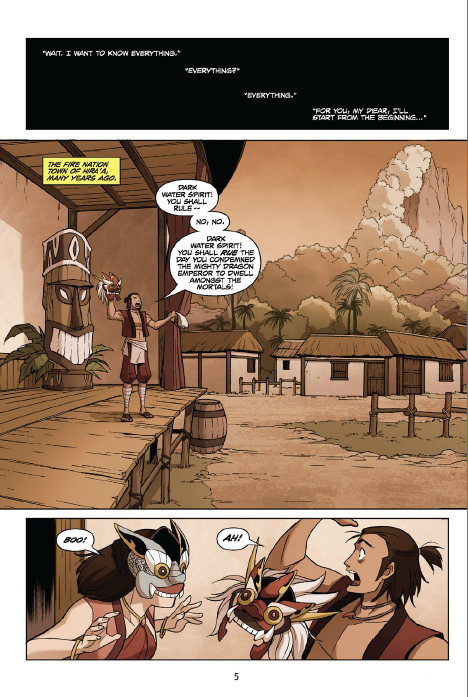 "WAIT. I WANT TO KNOW EVERYTHING."
"EVERYTHING?"
"EVERYTHING."
"FOR YOU, MY DEAR, I'LL
START FROM THE BEGINNING..."
THE FIRE NATION
TOWN OF HIRA'A,
MANY YEARS AGO.
DARK
WATER SPIRIT!
YOU SHALL
RULE--
NO, NO.
DARK
WATER SPIRIT!
YOU SHALL RUE THE
DAY YOU CONDEMNED
THE MIGHTY DRAGON
EMPEROR TO DWELL
AMONGST THE
MORTALS!
BOO!
AH!
5